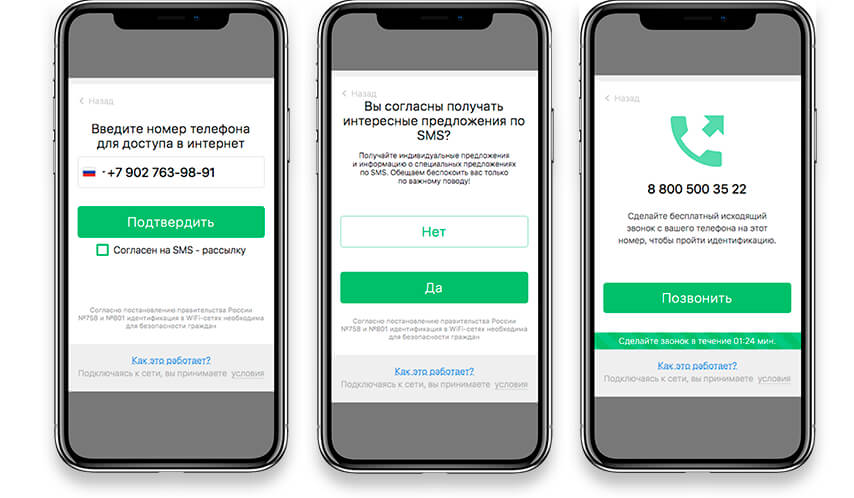 Назад
Введите номер телефона
для доступа в интернет
+7 902 763-98-91
Подтвердить
Согласен на SMS - рассылку
Согласно постановлению правительства России
№758 и №801 идентификация в WiFi-сетях необходима
для безопасности граждан
Как это работает?
Подключаясь к сети, вы принимаете условия
Назад
Вы согласны получать
интересные предложения по
SMS?
Получайте индивидуальные предложения
и информацию о специальных предложениях
по SMS. Обещаем беспокоить вас только
по важному поводу!
Нет
Да
Согласно постановлению правительства России
№758 и №801 идентификация в WiFi-сетях необходима
для безопасности граждан
Как это работает?
Подключаясь к сети, вы принимаете условия
Назад
8 800 500 35 22
Сделайте бесплатный исходящий
звонок с вашего телефона на этот
номер, чтобы пройти идентификацию.
Позвонить
Сделайте звонок в течение 01:24 мин.
Как это работает?
Подключаясь к сети, вы принимаете условия